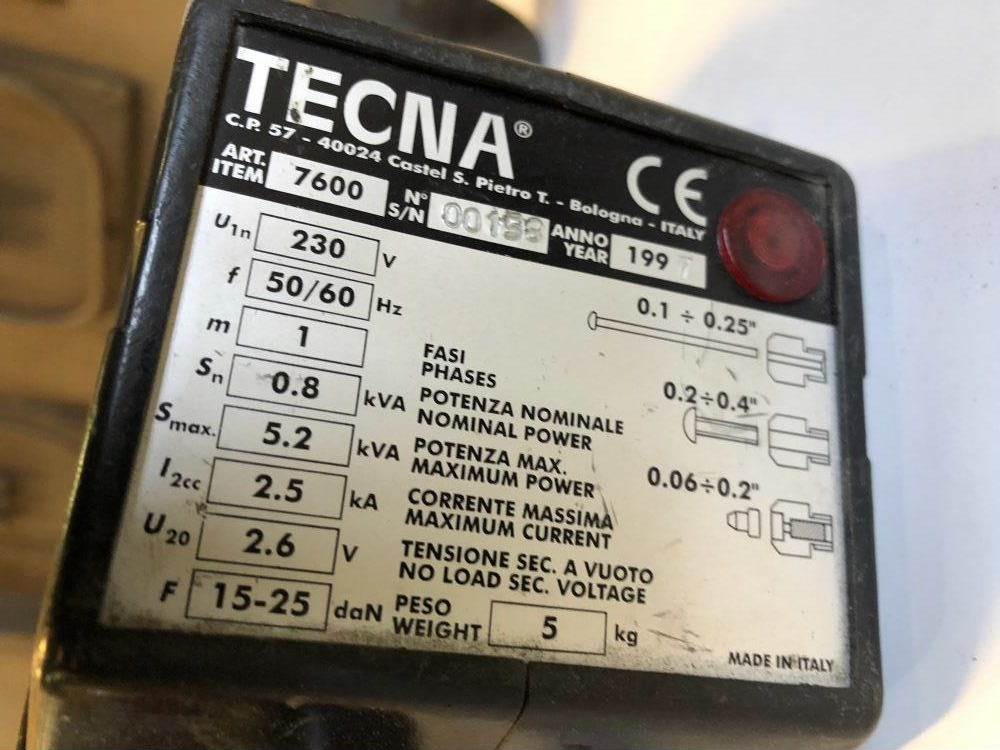 TECNA®
C.P. 57 - 40024 Castel S. Pietro T. - Bologna - ITALY
CE
ART. ITEM 7600 N° S/N ANNO YEAR 199
U1n 230 V
f 50/60 Hz
m 1 FASI PHASES
Sn 0.8 kVA POTENZA NOMINALE NOMINAL POWER
Smax. 5.2 kVA POTENZA MAX. MAXIMUM POWER
I2cc 2.5 kA CORRENTE MASSIMA MAXIMUM CURRENT
U20 2.6 V TENSIONE SEC. A VUOTO NO LOAD SEC. VOLTAGE
F 15-25 daN PESO WEIGHT 5 kg
0.1 ÷ 0.25"
0.2÷0.4"
0.06÷0.2"
MADE IN ITALY